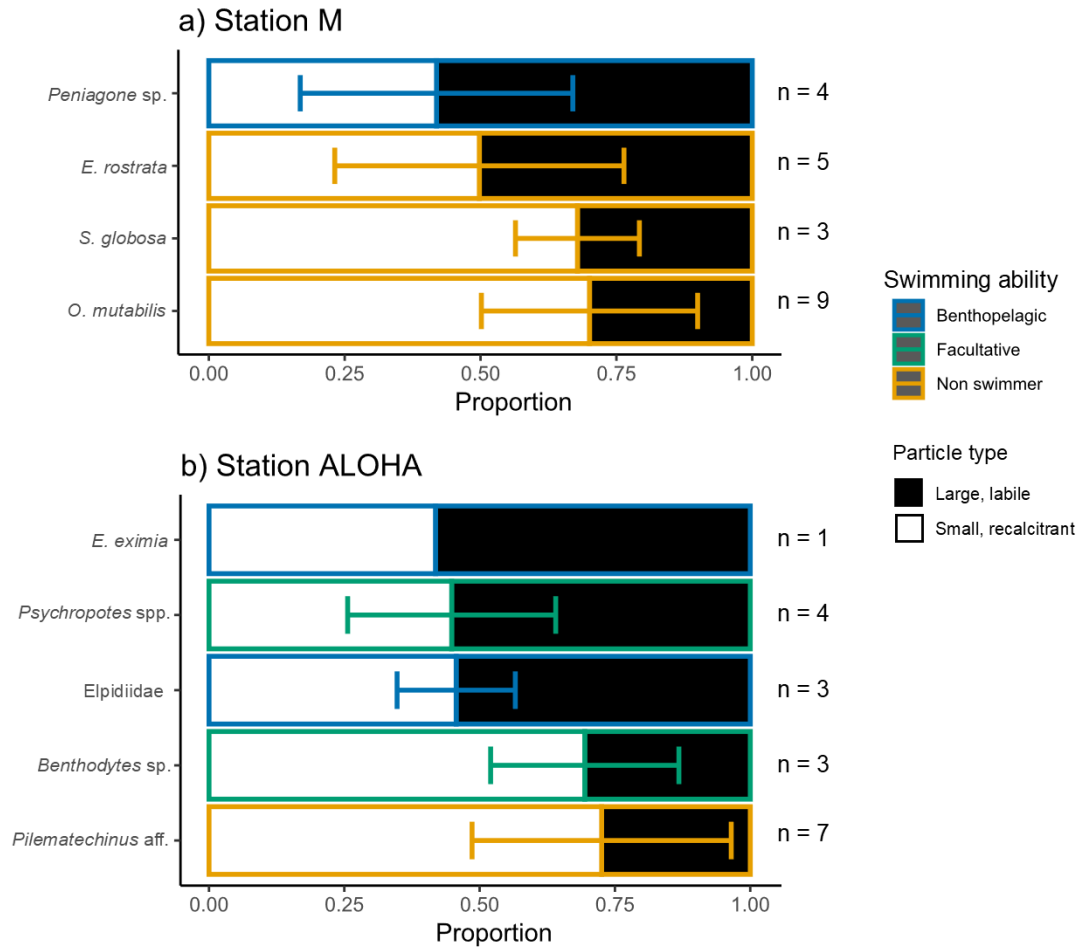 a) Station M
Peniagone sp.
n = 4
E. rostrata
n = 5
S. globosa
n = 3
O. mutabilis
n = 9
0.00 0.25 0.50 0.75 1.00
Proportion
b) Station ALOHA
E. eximia
n = 1
Psychropotes spp.
n = 4
Elpidiidae
n = 3
Benthodytes sp.
n = 3
Pilematechinus aff.
n = 7
0.00 0.25 0.50 0.75 1.00
Proportion
Swimming ability
Benthopelagic
Facultative
Non swimmer
Particle type
Large, labile
Small, recalcitrant